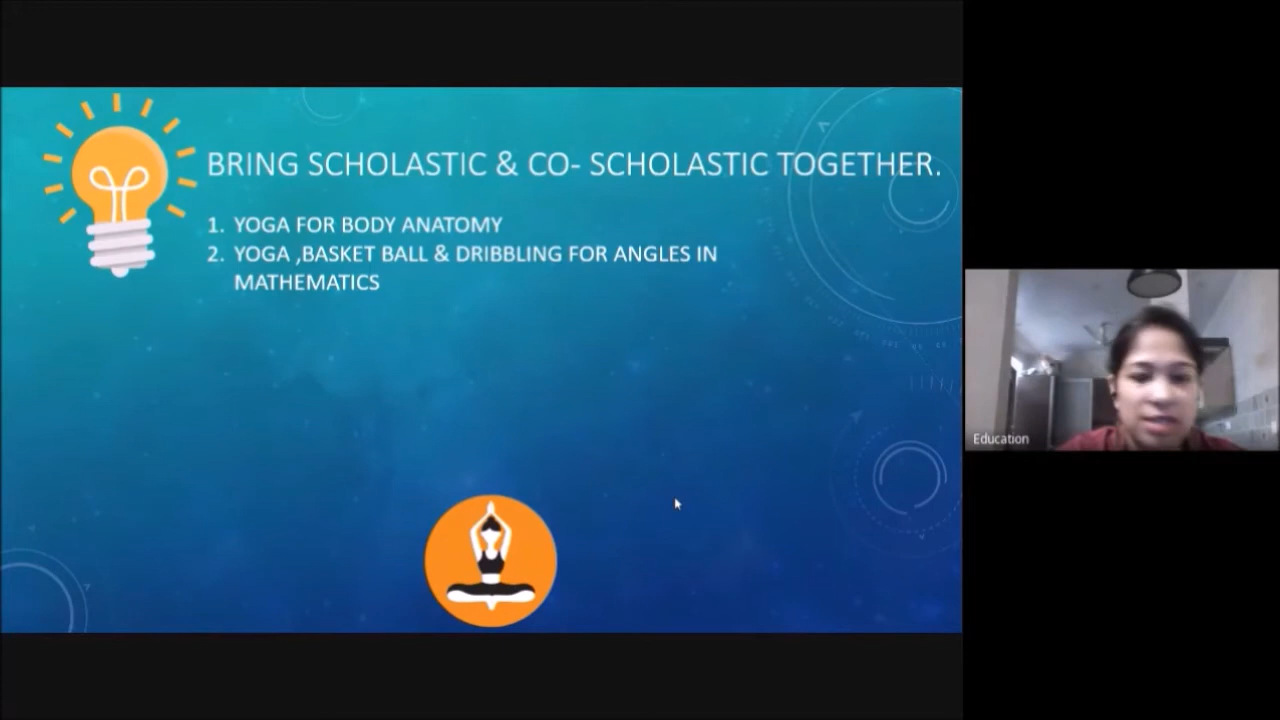 BRING SCHOLASTIC & CO- SCHOLASTIC TOGETHER.
1. YOGA FOR BODY ANATOMY
2. YOGA ,BASKET BALL & DRIBBLING FOR ANGLES IN
MATHEMATICS
Education